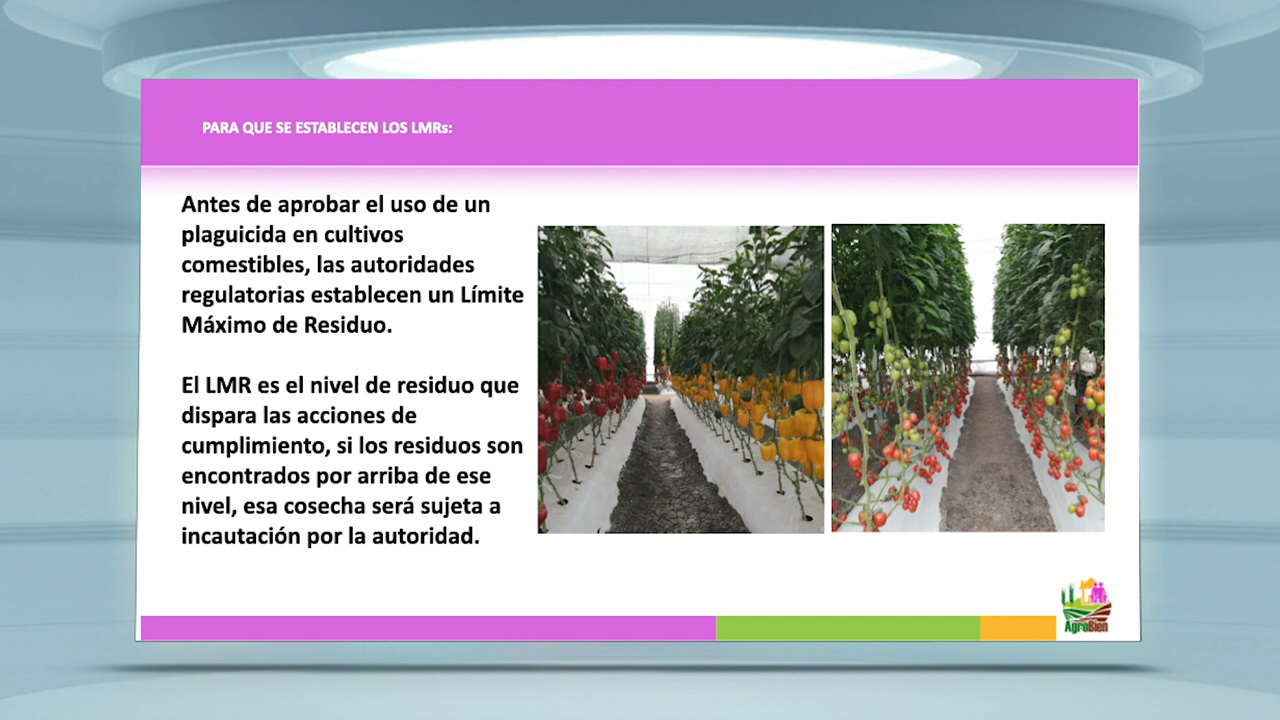 PARA QUE SE ESTABLECEN LOS LMRs:
Antes de aprobar el uso de un
plaguicida en cultivos
comestibles, las autoridades
regulatorias establecen un Límite
Máximo de Residuo.
El LMR es el nivel de residuo que
dispara las acciones de
cumplimiento, si los residuos son
encontrados por arriba de ese
nivel, esa cosecha será sujeta a
incautación por la autoridad.
AgroBien